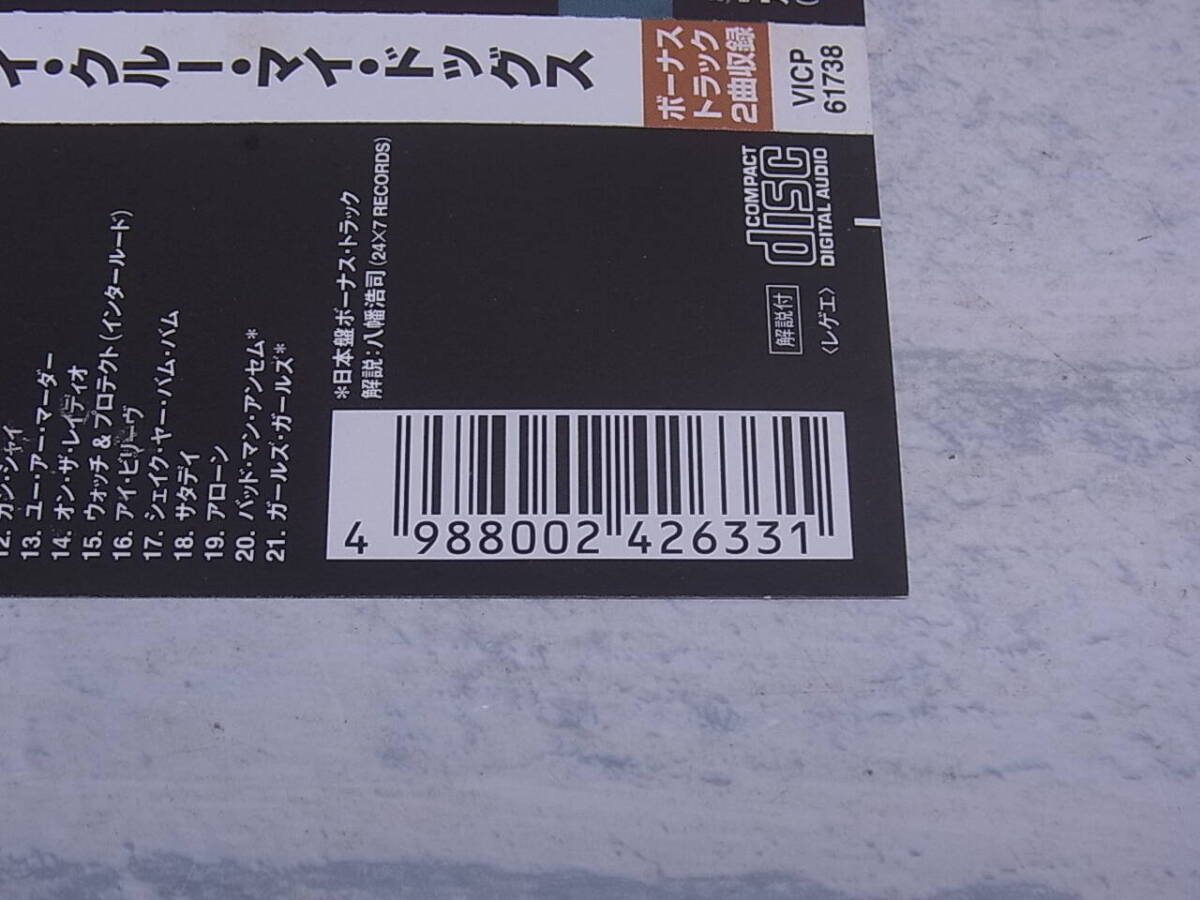 イ・クルー・マイ・ドッグス
ボーナス
トラック
2曲収録
VICP
61738
12. ガン・シャイ
13. ユー・アー・マーダー
14. オン・ザ・レイディオ
15. ウォッチ & プロテクト (インタールード)
16. アイ・ビリーヴ
17. シェイク・ヤー・バム・バム
18. サタデイ
19. アローン
20. バッド・マン・アンセム*
21. ガールズ・ガールズ*
*日本盤ボーナス・トラック
解説：八幡浩司 (24×7 RECORDS)
COMPACT
disc
DIGITAL AUDIO
解説付
〈レゲエ〉
4 988002 426331